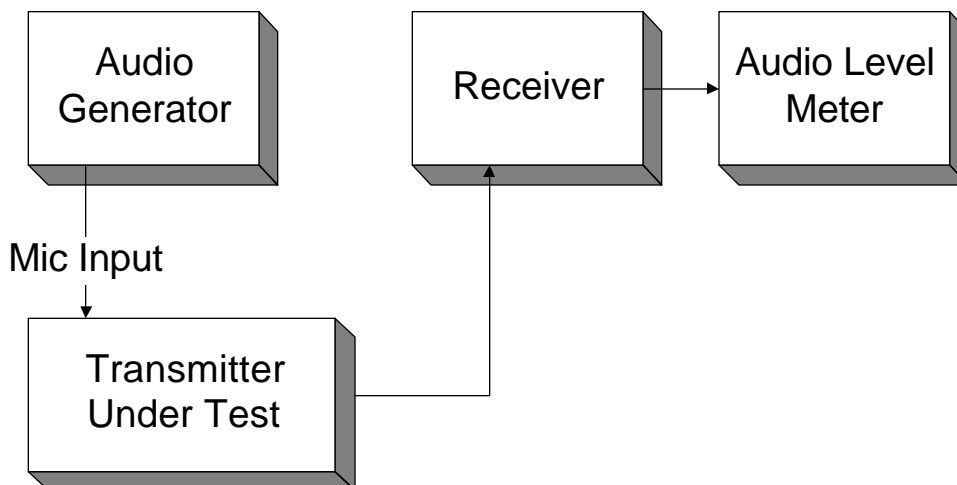 Audio
Generator
Receiver
Audio Level
Meter
Mic Input
Transmitter
Under Test